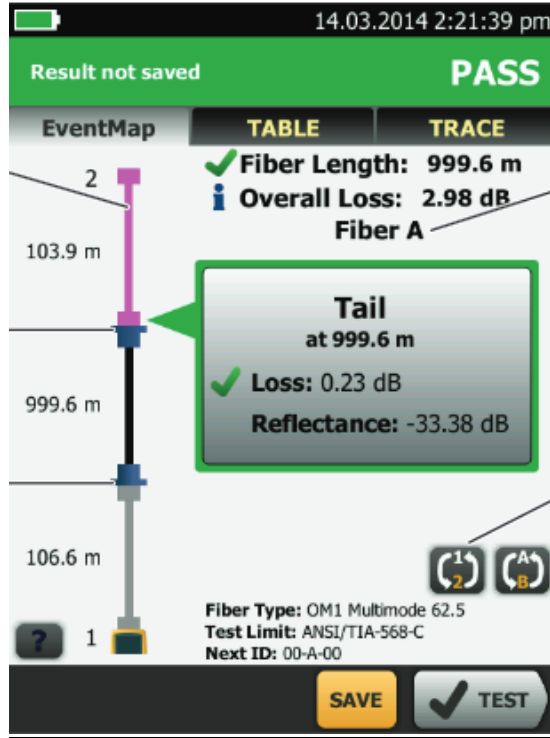 14.03.2014 2:21:39 pm
Result not saved
PASS
EventMap
TABLE
TRACE
Fiber Length: 999.6 m
i Overall Loss: 2.98 dB
Fiber A
2
103.9 m
Tail
at 999.6 m
Loss: 0.23 dB
Reflectance: -33.38 dB
999.6 m
106.6 m
1
2
A
B
Fiber Type: OM1 Multimode 62.5
Test Limit: ANSI/TIA-568-C
Next ID: 00-A-00
?
1
SAVE
TEST